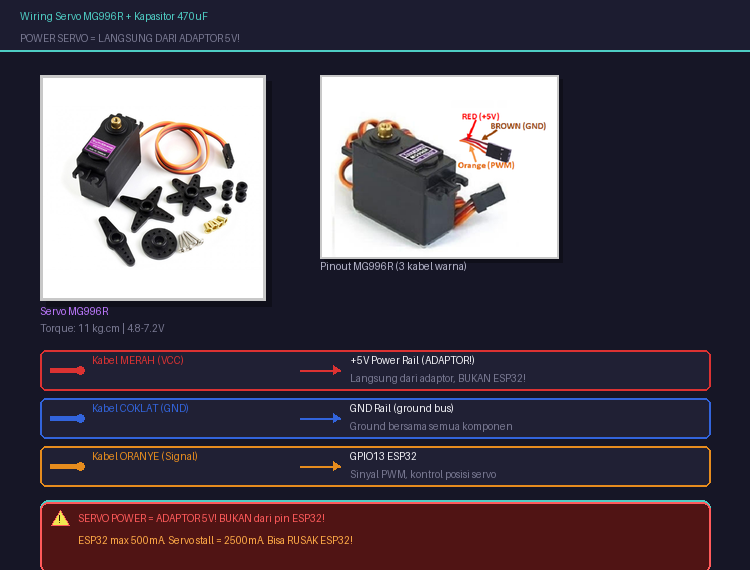 Wiring Servo MG996R + Kapasitor 470uF
POWER SERVO = LANGSUNG DARI ADAPTOR 5V!
RED (+5V)
BROWN (GND)
Orange (PWM)
Pinout MG996R (3 kabel warna)
Servo MG996R
Torque: 11 kg.cm | 4.8-7.2V
Kabel MERAH (VCC)
+5V Power Rail (ADAPTOR!)
Langsung dari adaptor, BUKAN ESP32!
Kabel COKLAT (GND)
GND Rail (ground bus)
Ground bersama semua komponen
Kabel ORANYE (Signal)
GPIO13 ESP32
Sinyal PWM, kontrol posisi servo
SERVO POWER = ADAPTOR 5V! BUKAN dari pin ESP32!
ESP32 max 500mA. Servo stall = 2500mA. Bisa RUSAK ESP32!